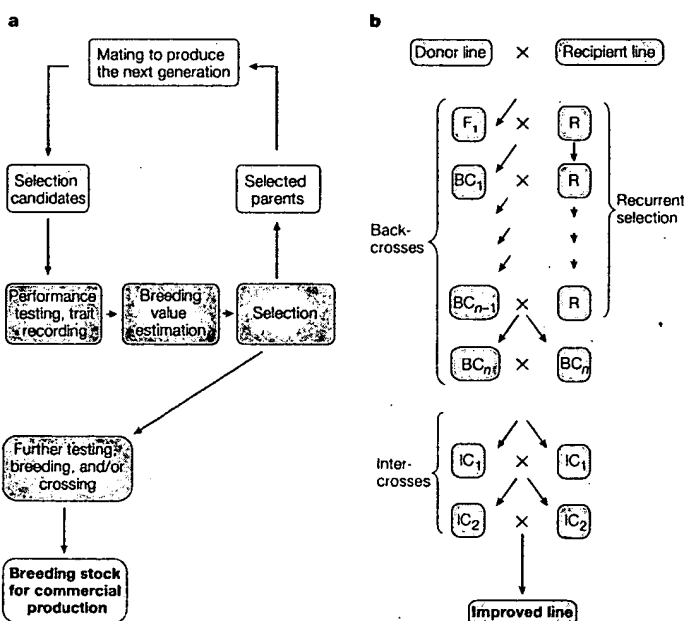 a
Mating to produce
the next generation
Selection
candidates
Selected
parents
Performance
testing, trait
recording
Breeding
value
estimation
Selection
Further testing,
breeding, and/or
crossing
Breeding stock
for commercial
production
b
Donor line × Recipient line
F1 × R
BC1 × R
Recurrent
selection
Back-
crosses
BCn–1 × R
BCn × BCn
Inter-
crosses
IC1 × IC1
IC2 × IC2
Improved line